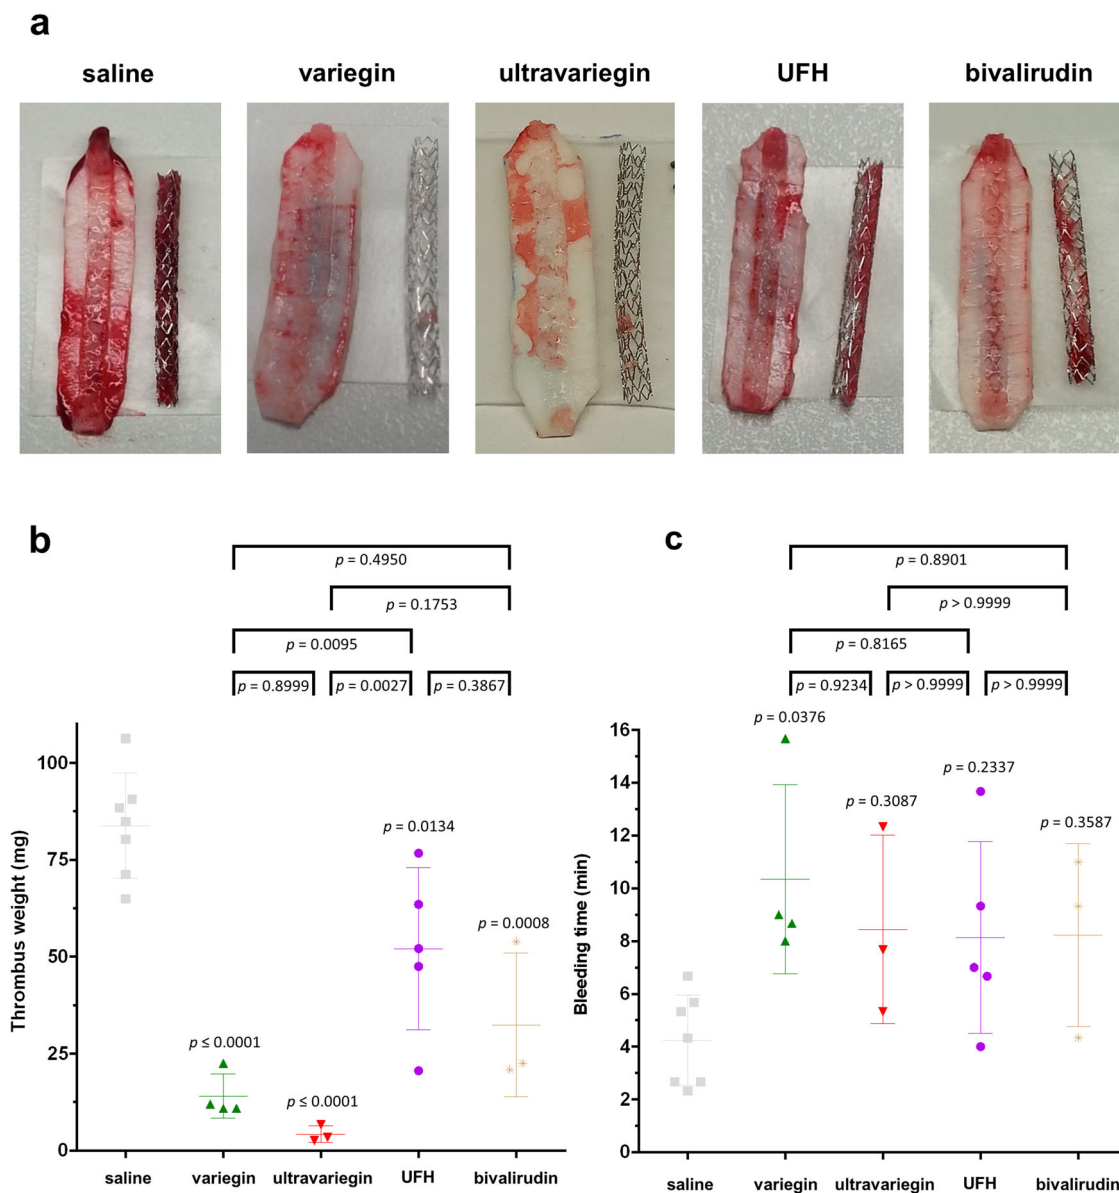 a
saline
variegin
ultravariegin
UFH
bivalirudin
b
p = 0.4950
p = 0.1753
p = 0.0095
p = 0.8999
p = 0.0027
p = 0.3867
Thrombus weight (mg)
100
75
50
25
0
p ≤ 0.0001
p ≤ 0.0001
p = 0.0134
p = 0.0008
saline
variegin
ultravariegin
UFH
bivalirudin
c
p = 0.8901
p > 0.9999
p = 0.8165
p = 0.9234
p > 0.9999
p > 0.9999
Bleeding time (min)
16
14
12
10
8
6
4
2
0
p = 0.0376
p = 0.3087
p = 0.2337
p = 0.3587
saline
variegin
ultravariegin
UFH
bivalirudin